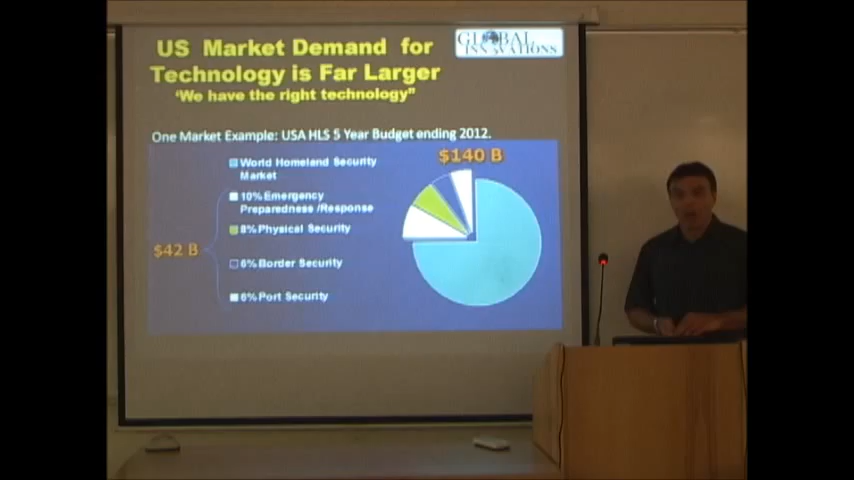 US Market Demand for
Technology is Far Larger
‘We have the right technology”
GLOBAL
INNOVATIONS
One Market Example: USA HLS 5 Year Budget ending 2012.
$140 B
World Homeland Security
Market
10% Emergency
Preparedness /Response
8% Physical Security
$42 B
6% Border Security
6% Port Security